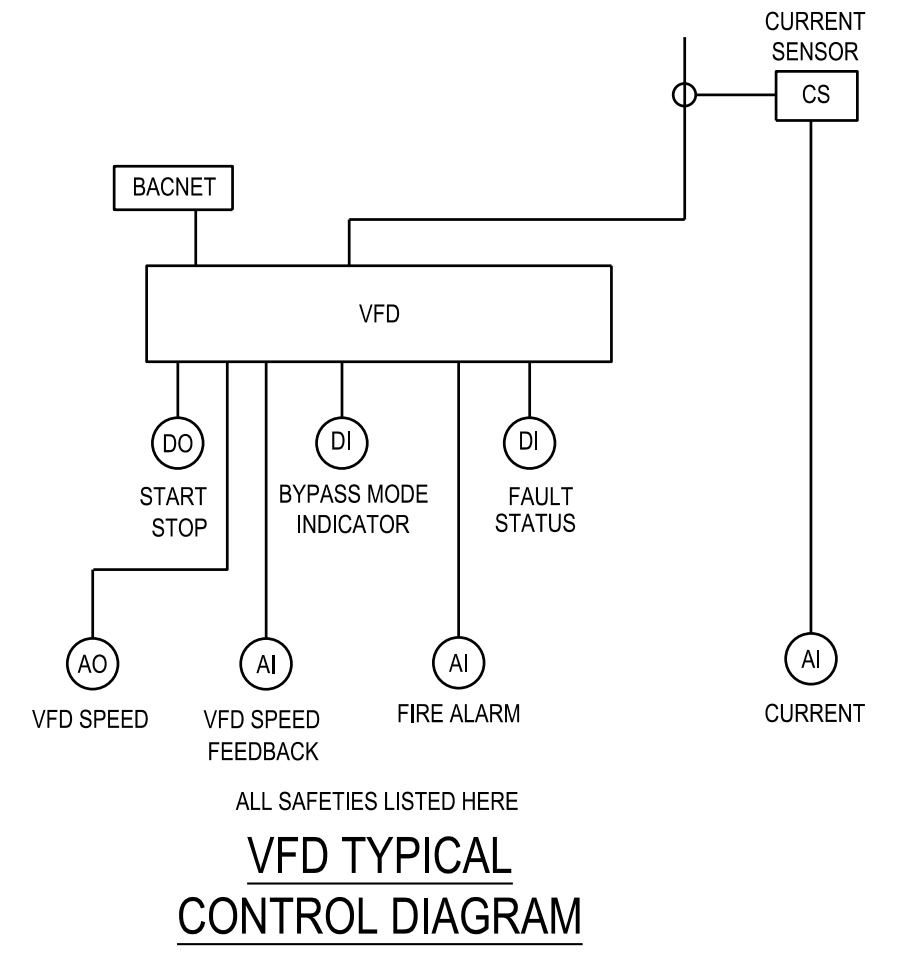 CURRENT
SENSOR
CS
BACNET
VFD
DO
DI
DI
START
STOP
BYPASS MODE
INDICATOR
FAULT
STATUS
AO
AI
AI
AI
VFD SPEED
VFD SPEED
FEEDBACK
FIRE ALARM
CURRENT
ALL SAFETIES LISTED HERE
VFD TYPICAL
CONTROL DIAGRAM